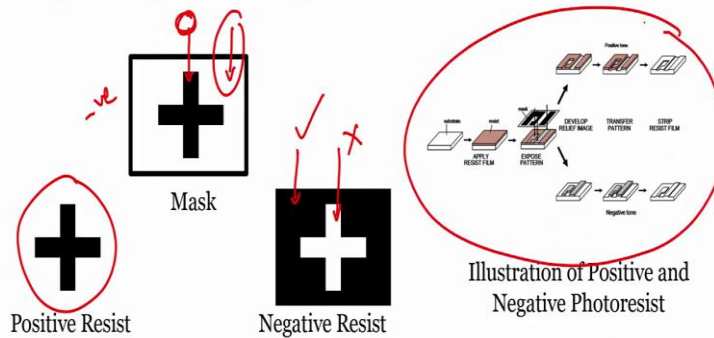 -ve
Mask
Positive Resist
Negative Resist
Positive tone
substrate
resist
mask
APPLY
RESIST FILM
EXPOSE
PATTERN
DEVELOP
RELIEF IMAGE
TRANSFER
PATTERN
STRIP
RESIST FILM
Negative tone
Illustration of Positive and
Negative Photoresist